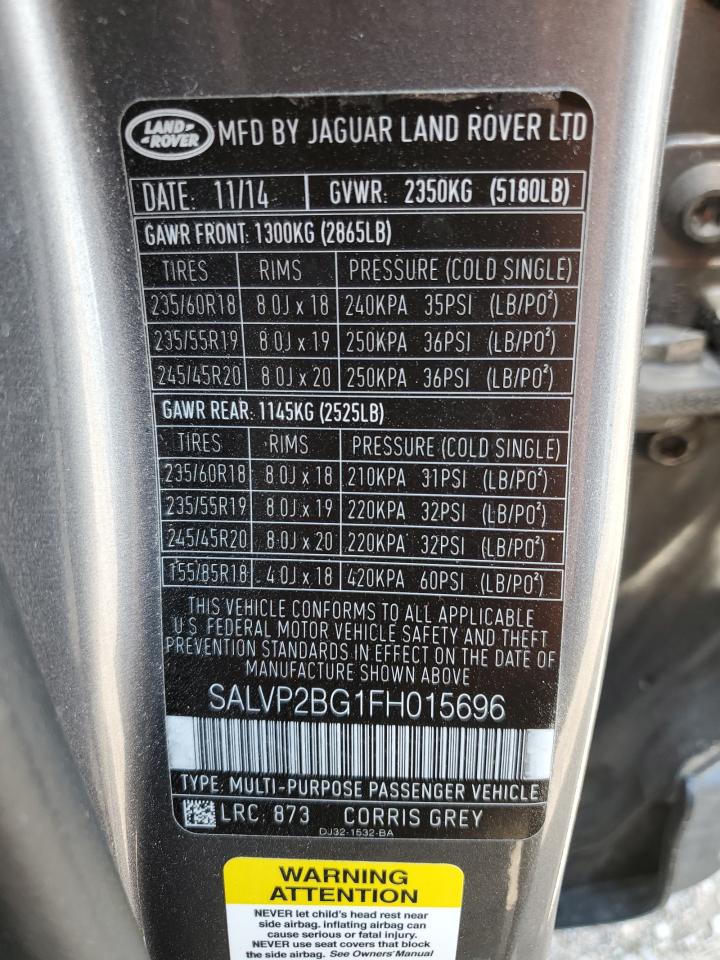 LAND-
-ROVER
MFD BY JAGUAR LAND ROVER LTD
DATE: 11/14 GVWR: 2350KG (5180LB)
GAWR FRONT: 1300KG (2865LB)
TIRES RIMS PRESSURE (COLD SINGLE)
235/60R18 8.0J x 18 240KPA 35PSI (LB/PO²)
235/55R19 8.0J x 19 250KPA 36PSI (LB/PO²)
245/45R20 8.0J x 20 250KPA 36PSI (LB/PO²)
GAWR REAR: 1145KG (2525LB)
TIRES RIMS PRESSURE (COLD SINGLE)
235/60R18 8.0J x 18 210KPA 31PSI (LB/PO²)
235/55R19 8.0J x 19 220KPA 32PSI (LB/PO²)
245/45R20 8.0J x 20 220KPA 32PSI (LB/PO²)
155/85R18 4.0J x 18 420KPA 60PSI (LB/PO²)
THIS VEHICLE CONFORMS TO ALL APPLICABLE
U.S. FEDERAL MOTOR VEHICLE SAFETY AND THEFT
PREVENTION STANDARDS IN EFFECT ON THE DATE OF
MANUFACTURE SHOWN ABOVE
SALVP2BG1FH015696
TYPE: MULTI-PURPOSE PASSENGER VEHICLE
LRC: 873 CORRIS GREY
DJ32-1532-BA
WARNING
ATTENTION
NEVER let child's head rest near
side airbag. inflating airbag can
cause serious or fatal injury.
NEVER use seat covers that block
the side airbag. See Owners' Manual